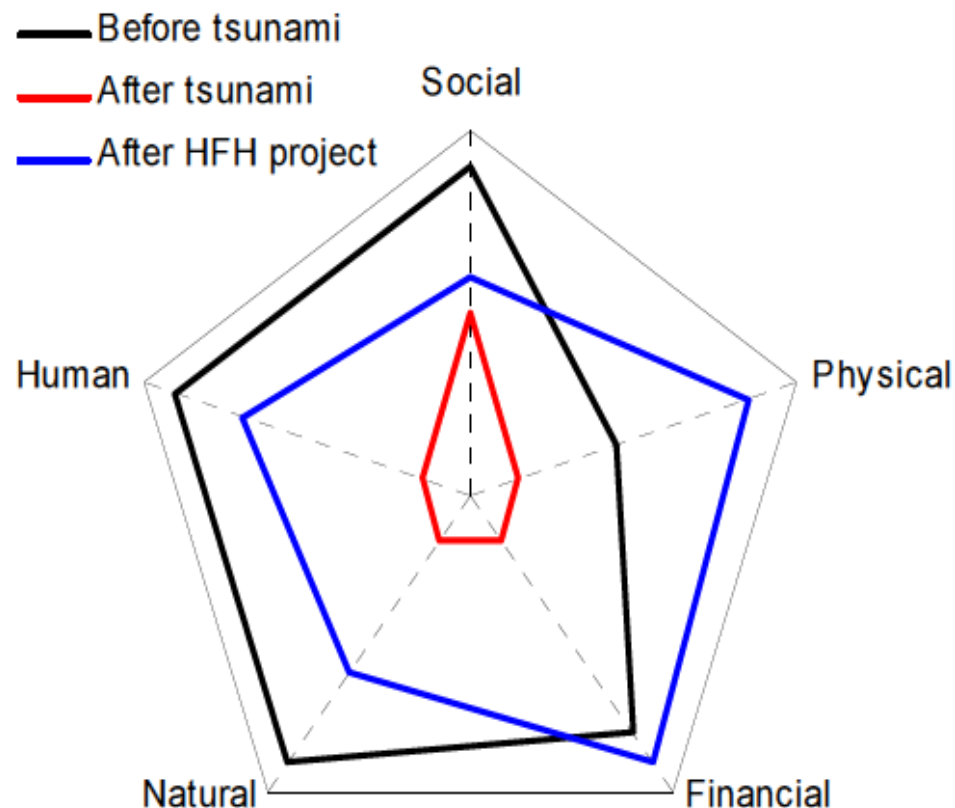 Before tsunami
After tsunami
After HFH project
Social
Human
Physical
Natural
Financial